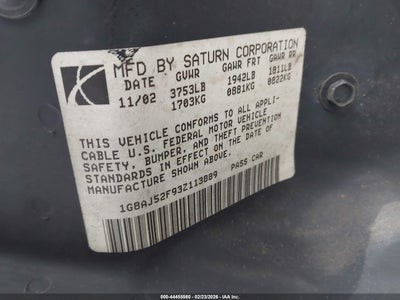 MFD BY SATURN CORPORATION
DATE GVWR GAWR FRT GAWR RR
11/02 3753LB 1942LB 1811LB
1703KG 0881KG 0822KG
THIS VEHICLE CONFORMS TO ALL APPLI-
CABLE U.S. FEDERAL MOTOR VEHICLE
SAFETY, BUMPER, AND THEFT PREVENTION
STANDARDS IN EFFECT ON THE DATE OF
MANUFACTURE SHOWN ABOVE.
1G8AJ52F93Z113889 PASS CAR
000-44455560 - 02/23/2026 - IAA Inc.